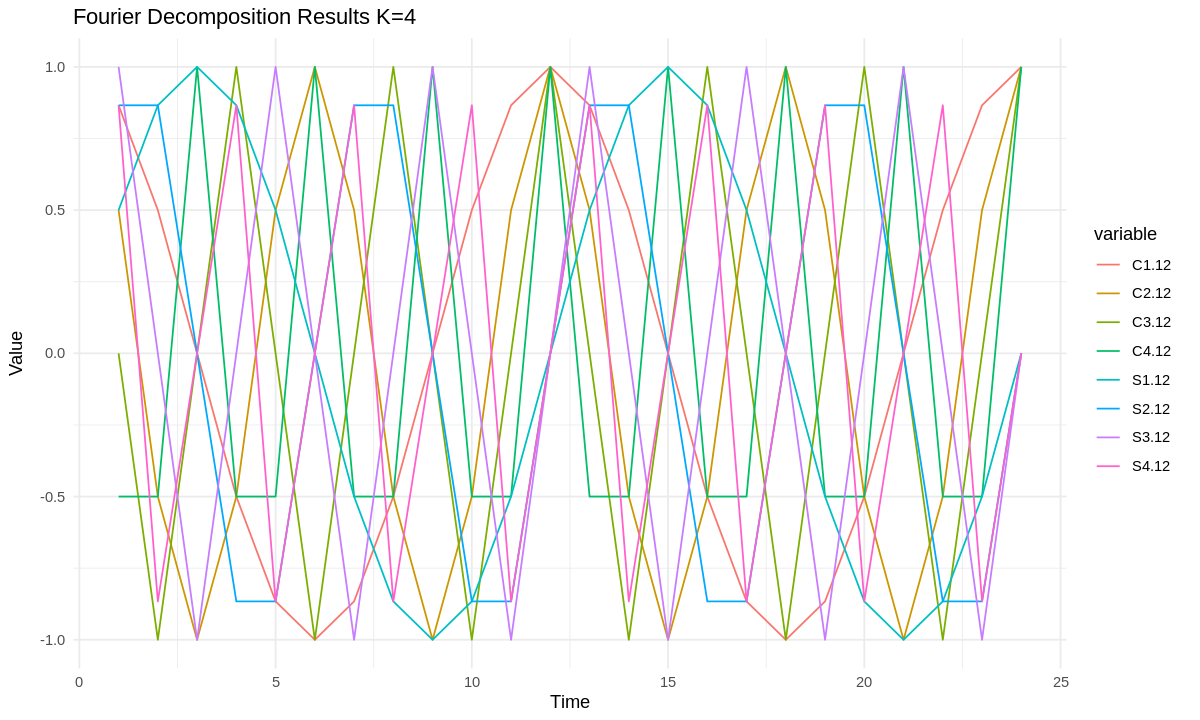 Fourier Decomposition Results K=4
1.0
0.5
0.0
-0.5
-1.0
Value
0
5
10
15
20
25
Time
variable
C1.12
C2.12
C3.12
C4.12
S1.12
S2.12
S3.12
S4.12